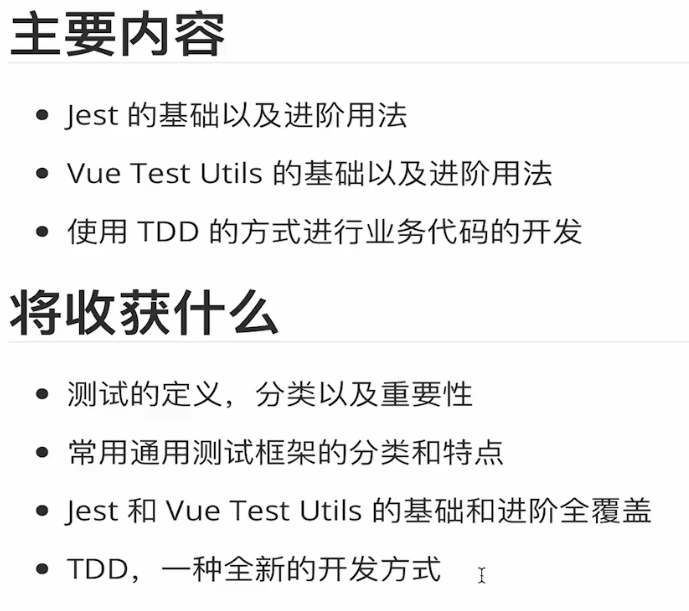 主要内容
Jest 的基础以及进阶用法
Vue Test Utils 的基础以及进阶用法
使用 TDD 的方式进行业务代码的开发
将收获什么
测试的定义，分类以及重要性
常用通用测试框架的分类和特点
Jest 和 Vue Test Utils 的基础和进阶全覆盖
TDD，一种全新的开发方式